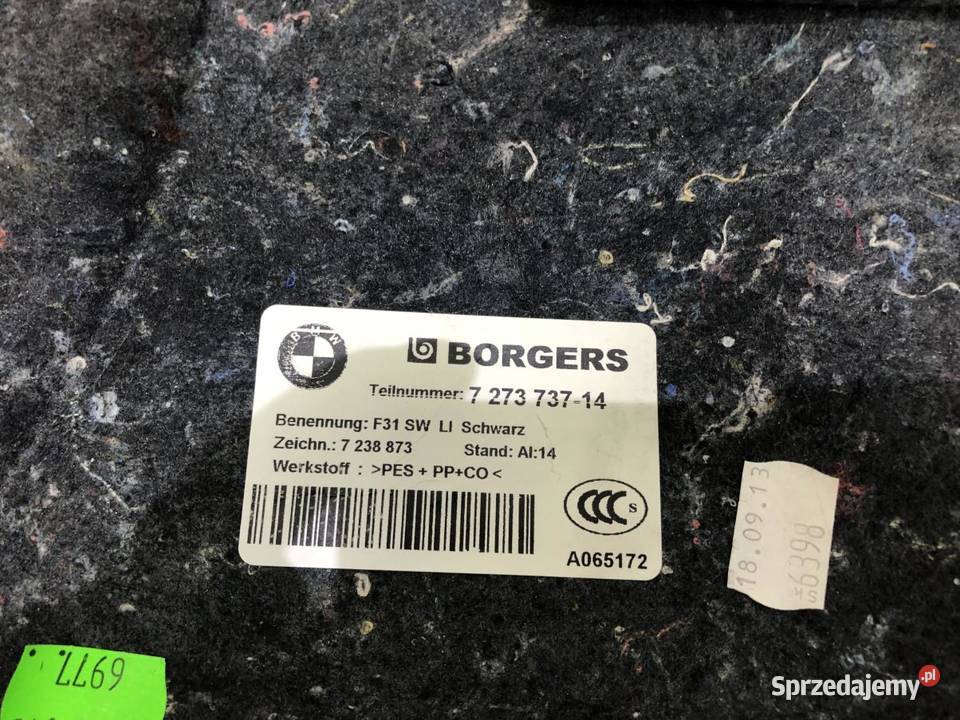 BMW
b BORGERS
Teilnummer: 7 273 737-14
Benennung: F31 SW LI Schwarz
Zeichn.: 7 238 873 Stand: AI:14
Werkstoff : >PES + PP+CO<
CCC S
A065172
18.09.13
6977
Sprzedajemy.pl